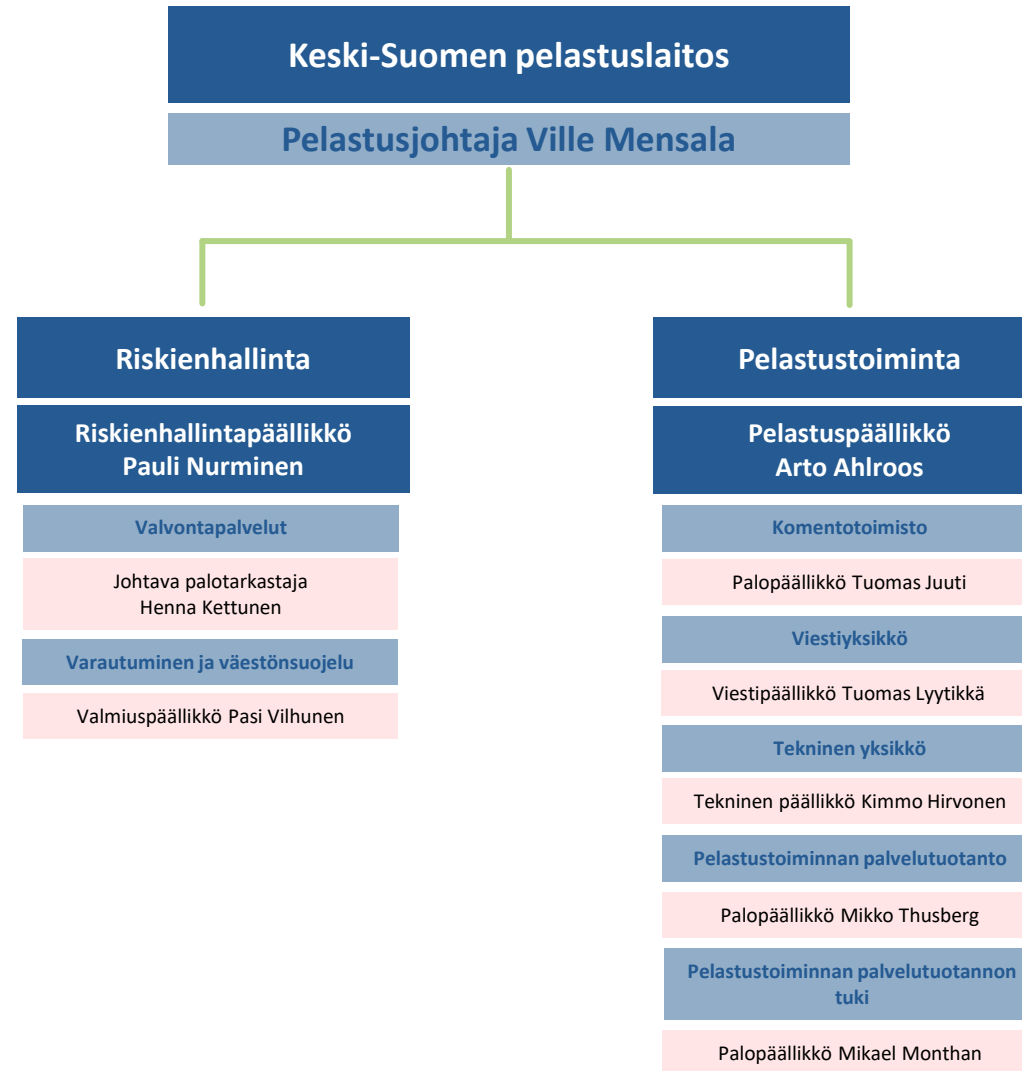 Keski-Suomen pelastuslaitos
Pelastusjohtaja Ville Mensala
Riskienhallinta
Riskienhallintapäällikkö
Pauli Nurminen
Valvontapalvelut
Johtava palotarkastaja
Henna Kettunen
Varautuminen ja väestönsuojelu
Valmiuspäällikkö Pasi Vilhunen
Pelastustoiminta
Pelastuspäällikkö
Arto Ahlroos
Komentotoimisto
Palopäällikkö Tuomas Juuti
Viestiyksikkö
Viestipäällikkö Tuomas Lyytikkä
Tekninen yksikkö
Tekninen päällikkö Kimmo Hirvonen
Pelastustoiminnan palvelutuotanto
Palopäällikkö Mikko Thusberg
Pelastustoiminnan palvelutuotannon
tuki
Palopäällikkö Mikael Monthan